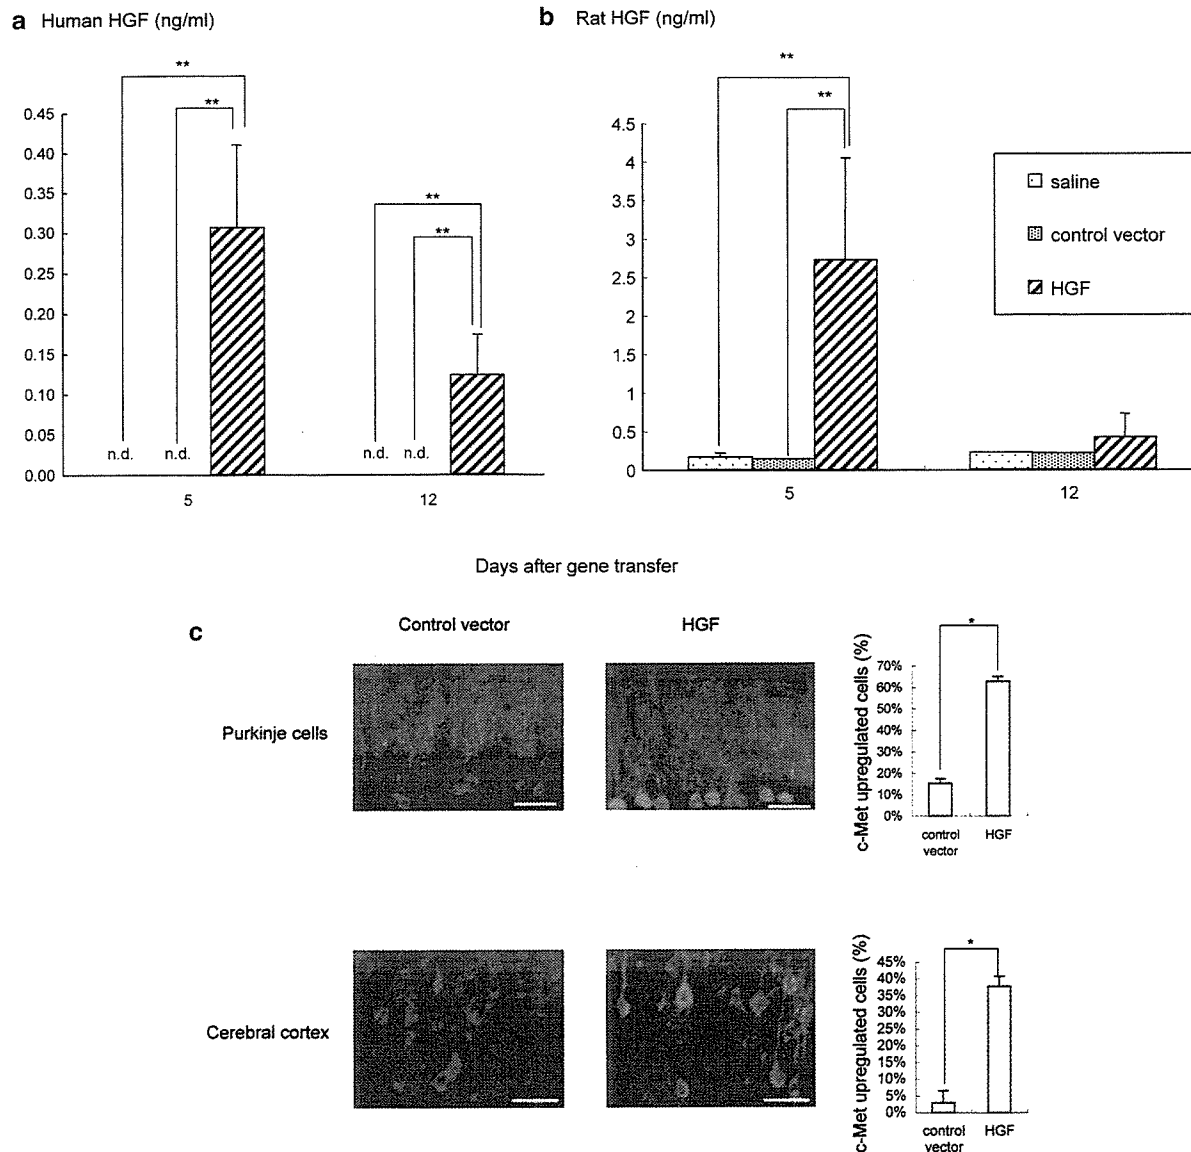 a Human HGF (ng/ml)
**
**
0.45
0.40
0.35
0.30
0.25
0.20
0.15
0.10
0.05
0.00
n.d.
n.d.
**
**
n.d.
n.d.
5
12
b Rat HGF (ng/ml)
**
**
4.5
4
3.5
3
2.5
2
1.5
1
0.5
0
5
12
saline
control vector
HGF
Days after gene transfer
c
Control vector
HGF
Purkinje cells
c-Met upregulated cells (%)
*
70%
60%
50%
40%
30%
20%
10%
0%
control
vector
HGF
Cerebral cortex
c-Met upregulated cells (%)
*
45%
40%
35%
30%
25%
20%
15%
10%
5%
0%
control
vector
HGF